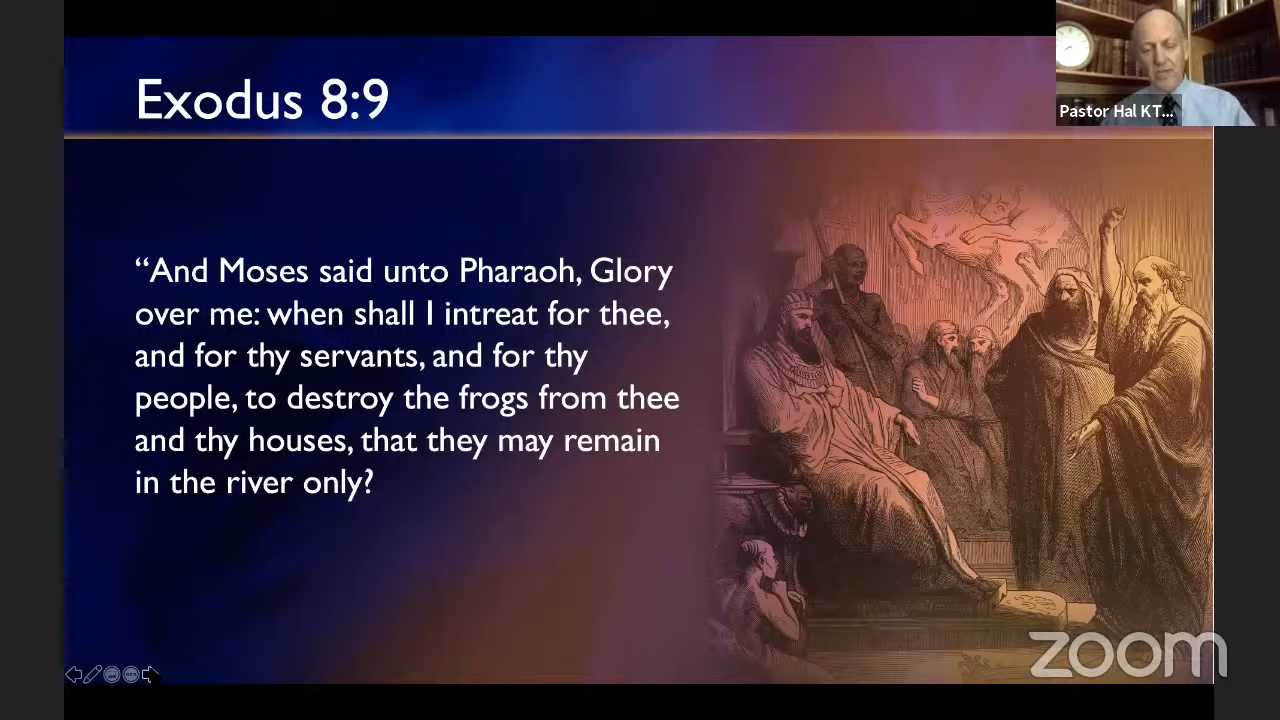 Exodus 8:9
Pastor Hal KT...
“And Moses said unto Pharaoh, Glory
over me: when shall I intreat for thee,
and for thy servants, and for thy
people, to destroy the frogs from thee
and thy houses, that they may remain
in the river only?
zoom